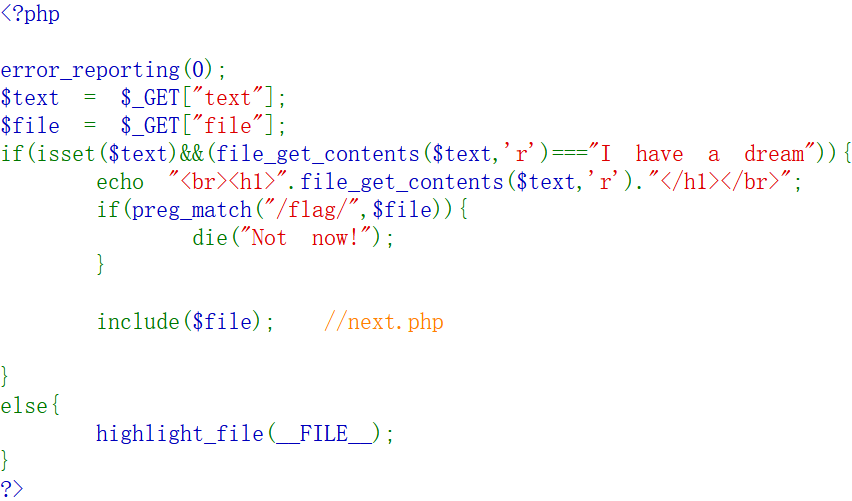 <?php
error_reporting(0);
$text = $_GET["text"];
$file = $_GET["file"];
if(isset($text)&&(file_get_contents($text,'r')==="I have a dream")){
echo "<br><h1>".file_get_contents($text,'r')."</h1></br>";
if(preg_match("/flag/",$file)){
die("Not now!");
}
include($file); //next.php
}
else{
highlight_file(__FILE__);
}
?>